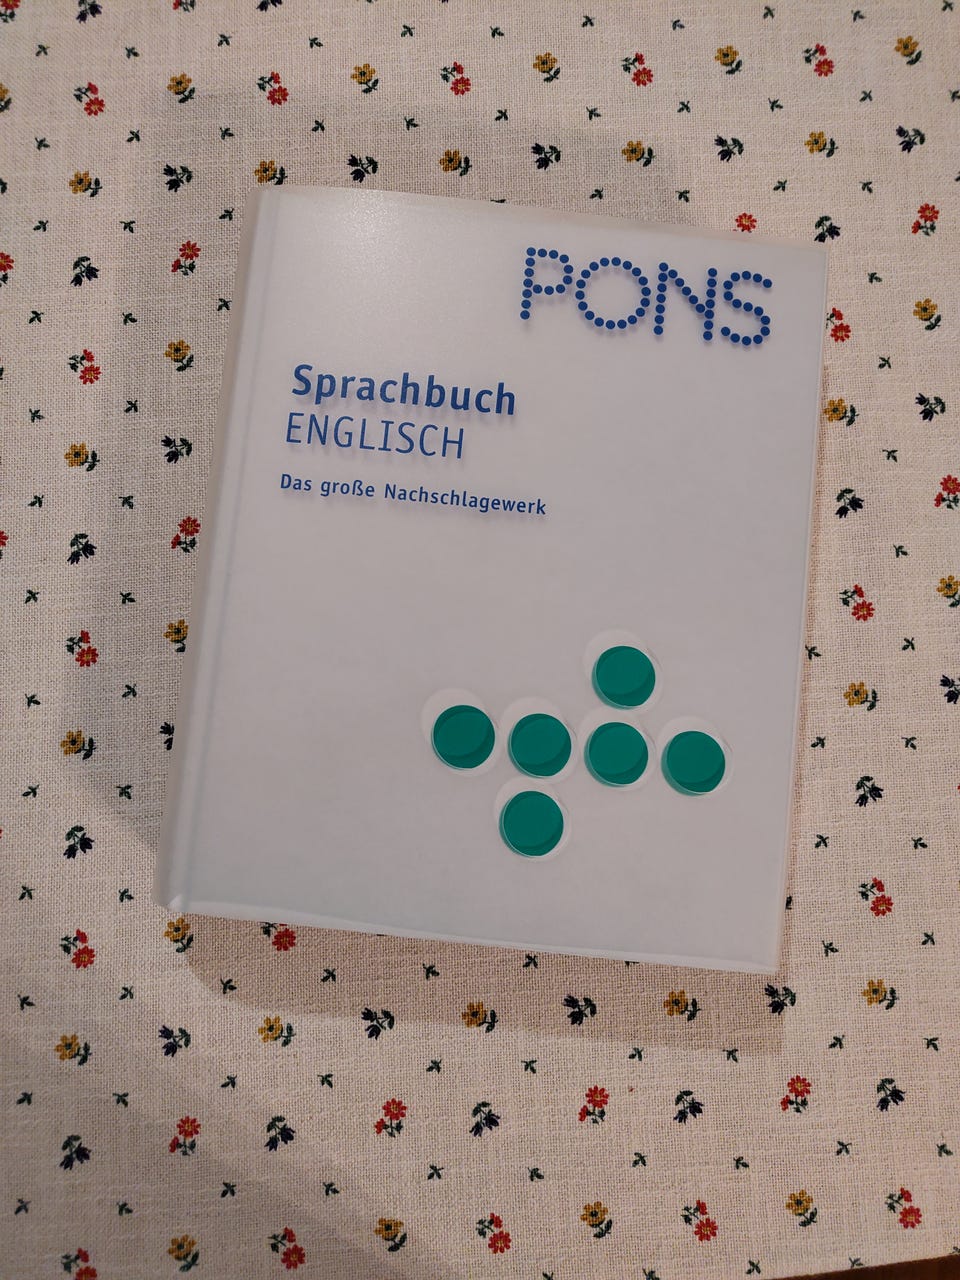 PONS
Sprachbuch
ENGLISCH
Das große Nachschlagewerk